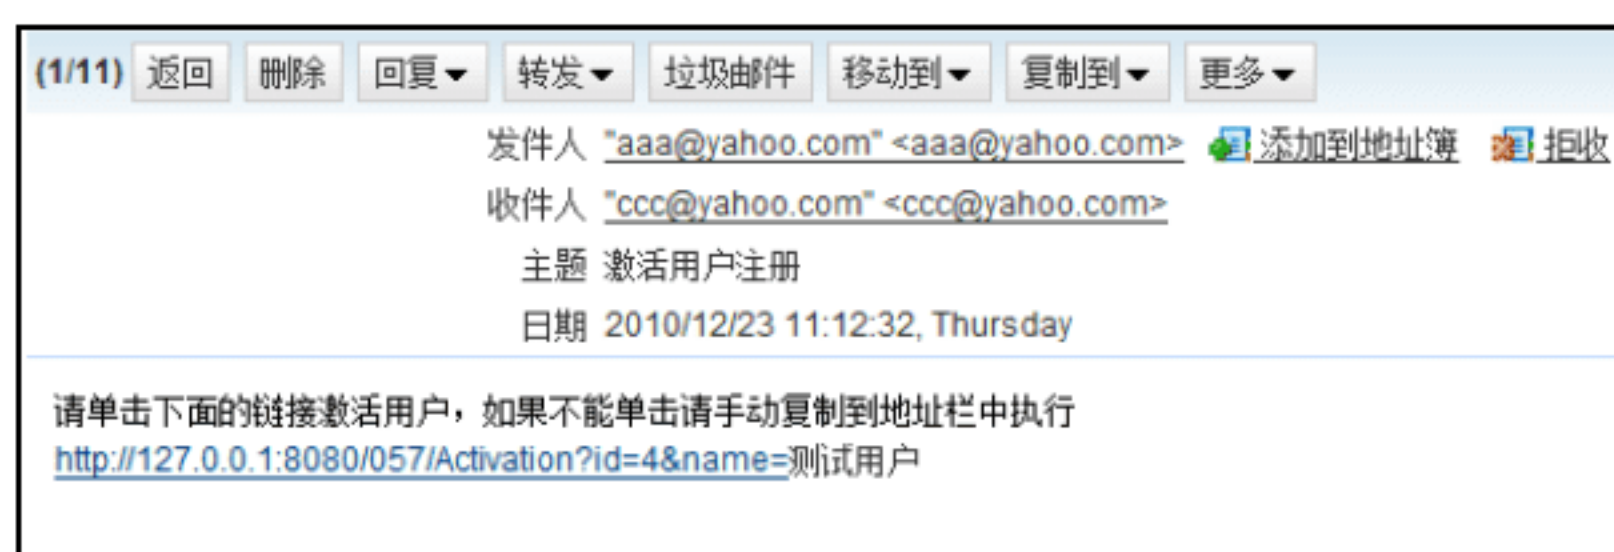 (1/11) 返回 删除 回复 转发 垃圾邮件 移动到 复制到 更多
发件人 "aaa@yahoo.com" <aaa@yahoo.com> 添加到地址簿 拒收
收件人 "ccc@yahoo.com" <ccc@yahoo.com>
主题 激活用户注册
日期 2010/12/23 11:12:32, Thursday
请单击下面的链接激活用户，如果不能单击请手动复制到地址栏中执行
http://127.0.0.1:8080/057/Activation?id=4&name=测试用户